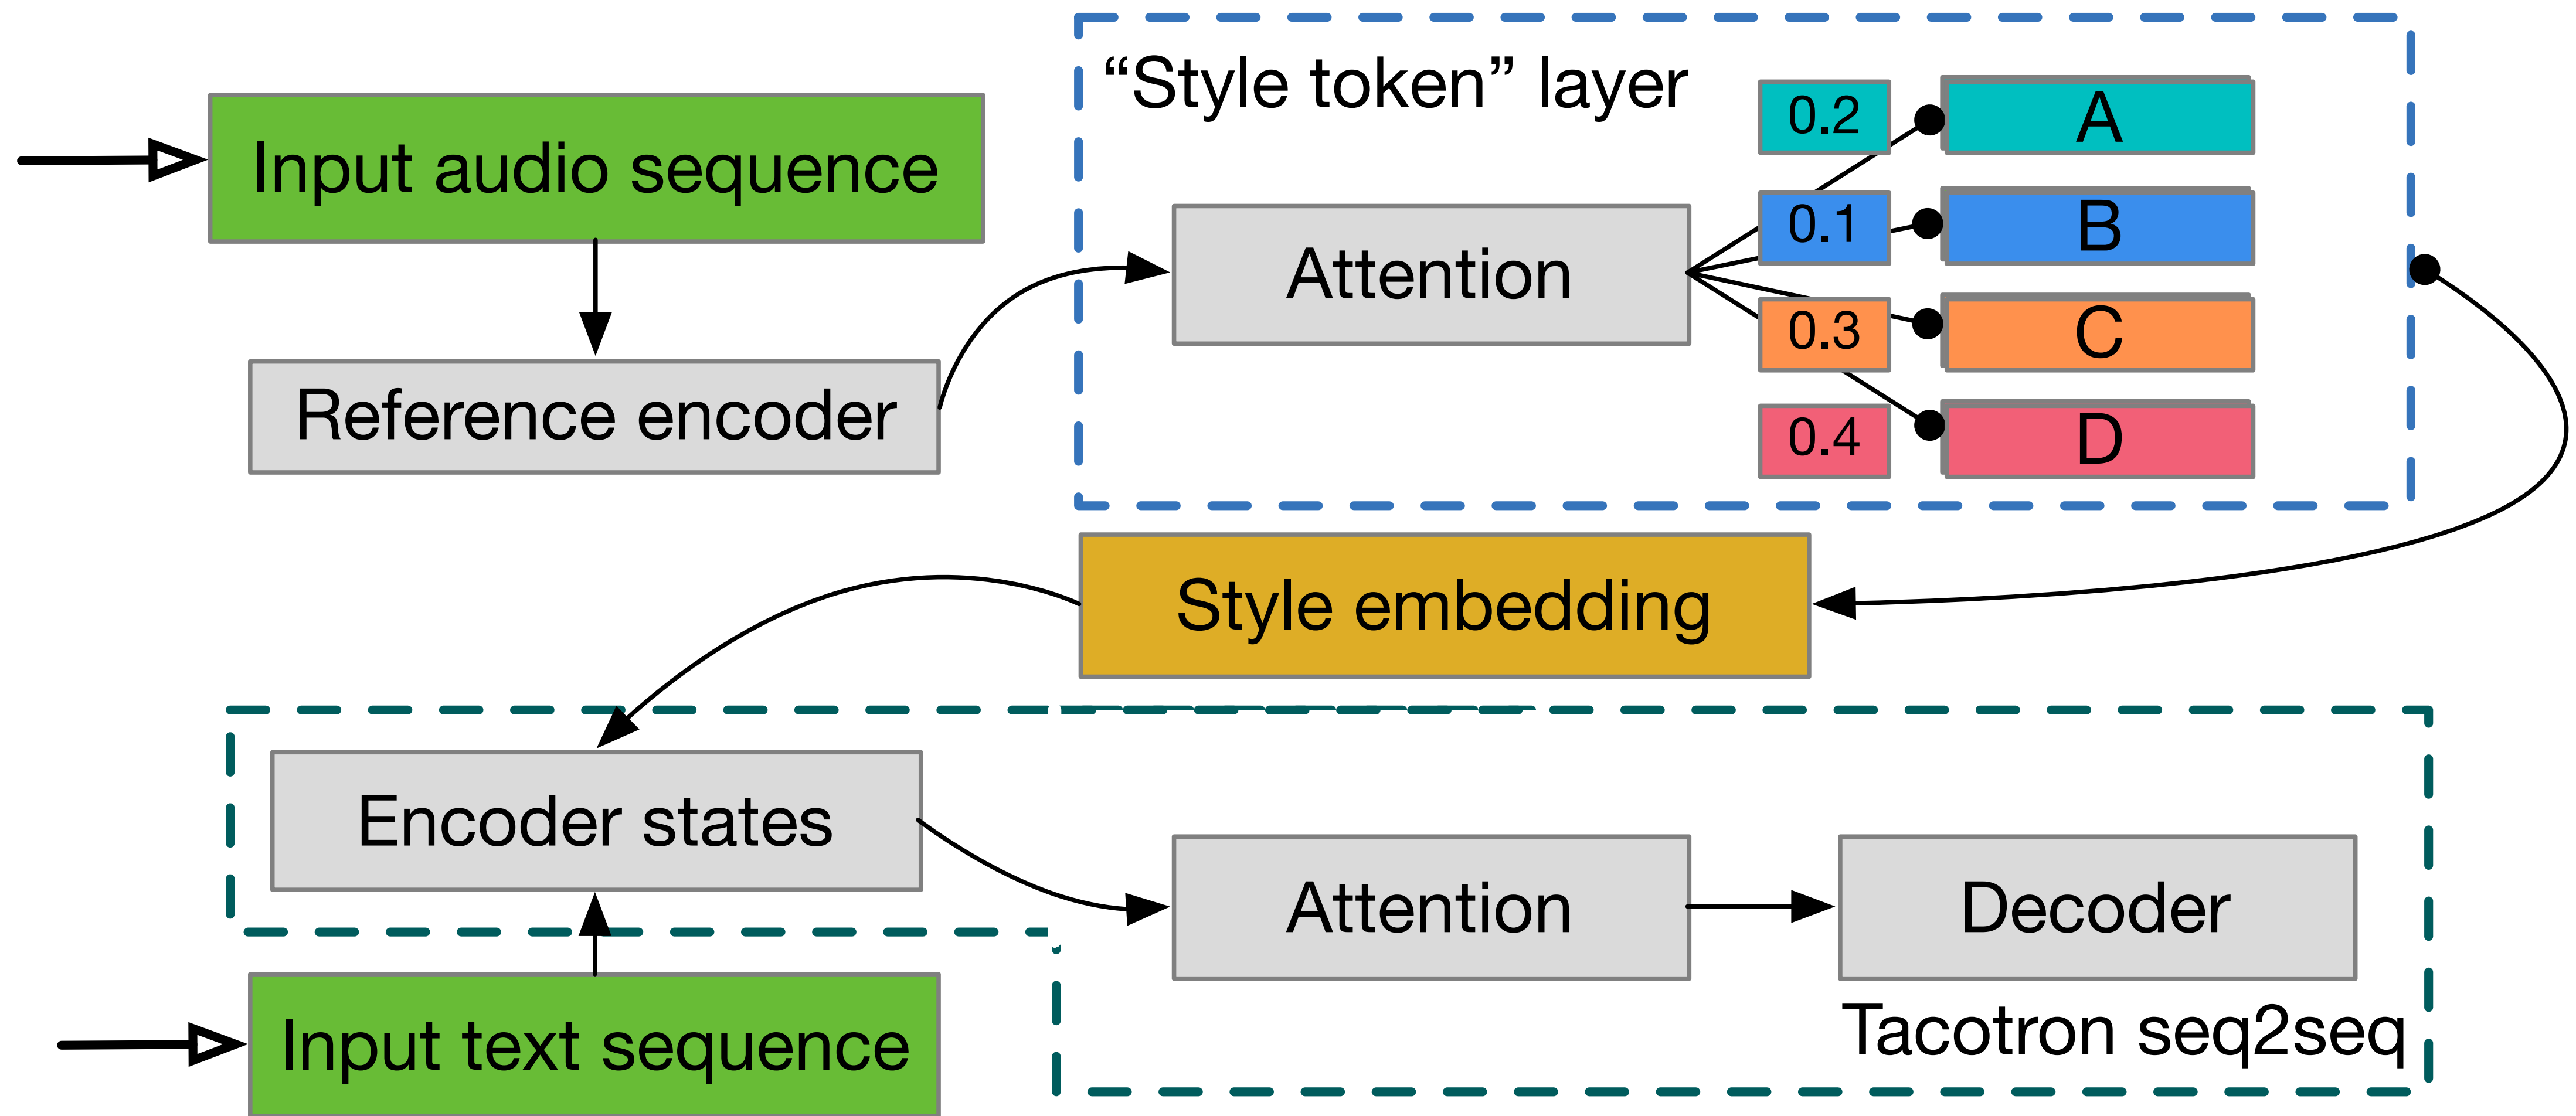 “Style token” layer
Input audio sequence
0.2 A
0.1 B
Attention
0.3 C
Reference encoder
0.4 D
Style embedding
Encoder states
Attention
Decoder
Tacotron seq2seq
Input text sequence